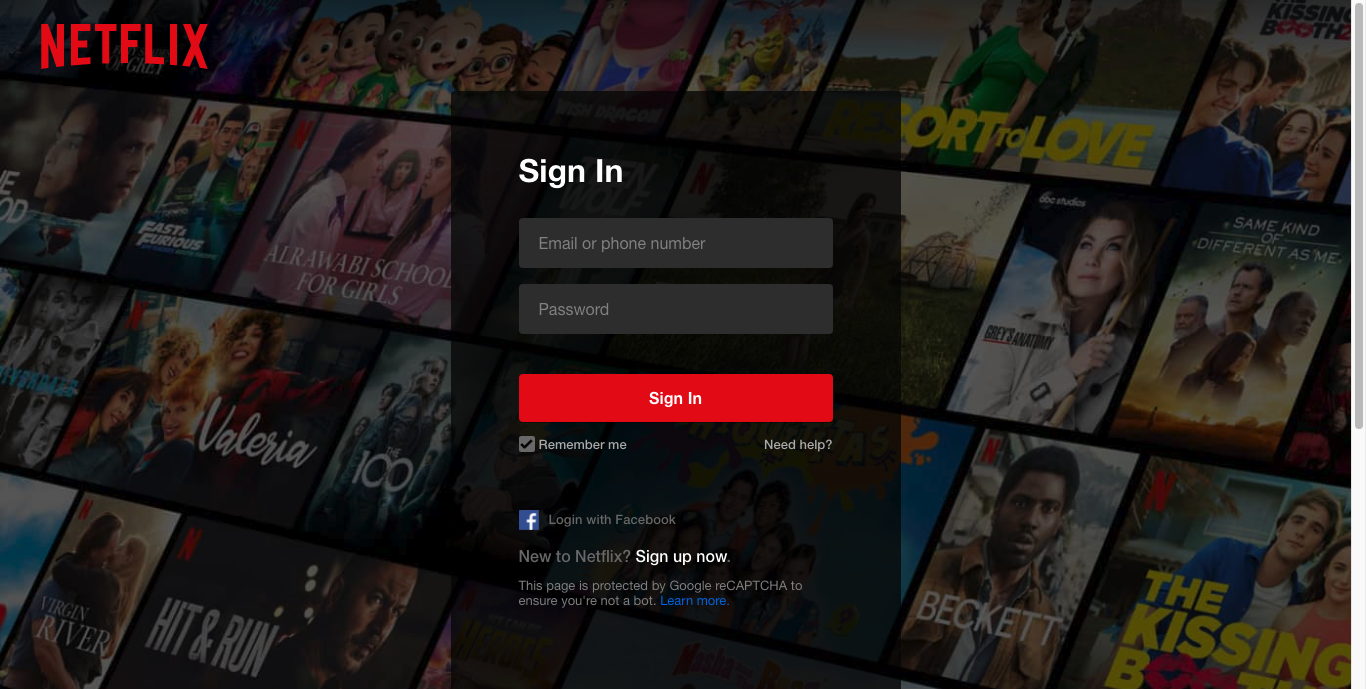 NETFLIX
THE
KISSING
BOOTH 2
WISH DRAGON
RESORT TO LOVE
Sign In
abc studios
Email or phone number
SAME KIND
OF
DIFFERENT AS ME
FAST &
FURIOUS
ALRAWABI SCHOOL
FOR GIRLS
Password
GREY'S ANATOMY
Sign In
Valeria
THE
100
Remember me
Need help?
Login with Facebook
New to Netflix? Sign up now.
This page is protected by Google reCAPTCHA to
ensure you're not a bot. Learn more.
VIRGIN
RIVER
HIT & RUN
BECKETT
THE
KISSING